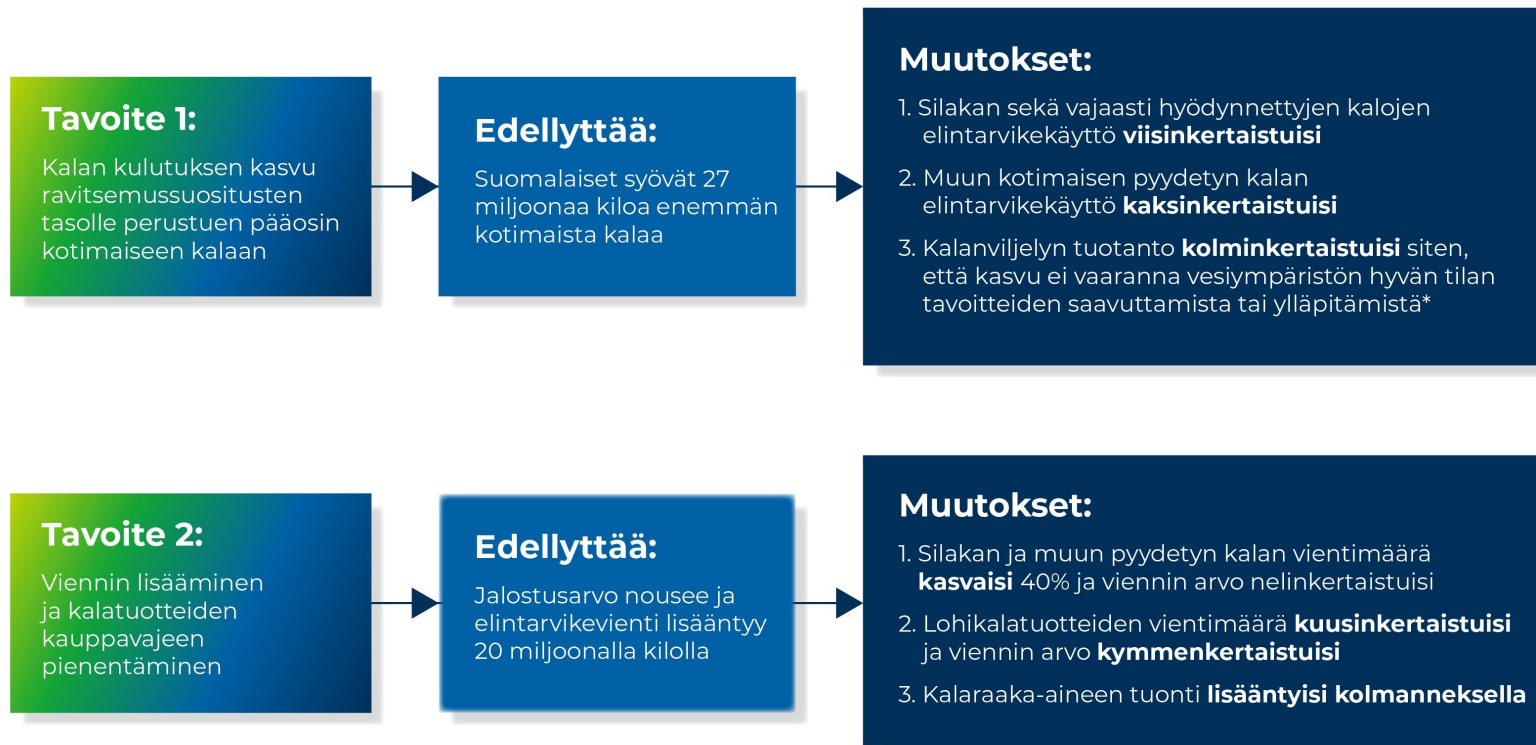 Tavoite 1:
Kalan kulutuksen kasvu
ravitsemussuositusten
tasolle perustuen pääosin
kotimaiseen kalaan
Edellyttää:
Suomalaiset syövät 27
miljoonaa kiloa enemmän
kotimaista kalaa
Muutokset:
1. Silakan sekä vajaasti hyödynnettyjen kalojen
elintarvikekäyttö viisinkertaistuisi
2. Muun kotimaisen pyydetyn kalan
elintarvikekäyttö kaksinkertaistuisi
3. Kalanviljelyn tuotanto kolminkertaistuisi siten,
että kasvu ei vaaranna vesiympäristön hyvän tilan
tavoitteiden saavuttamista tai ylläpitämistä*
Tavoite 2:
Viennin lisääminen
ja kalatuotteiden
kauppavajeen
pienentäminen
Edellyttää:
Jalostusarvo nousee ja
elintarvikevienti lisääntyy
20 miljoonalla kilolla
Muutokset:
1. Silakan ja muun pyydetyn kalan vientimäärä
kasvaisi 40% ja viennin arvo nelinkertaistuisi
2. Lohikalatuotteiden vientimäärä kuusinkertaistuisi
ja viennin arvo kymmenkertaistuisi
3. Kalaraaka-aineen tuonti lisääntyisi kolmanneksella